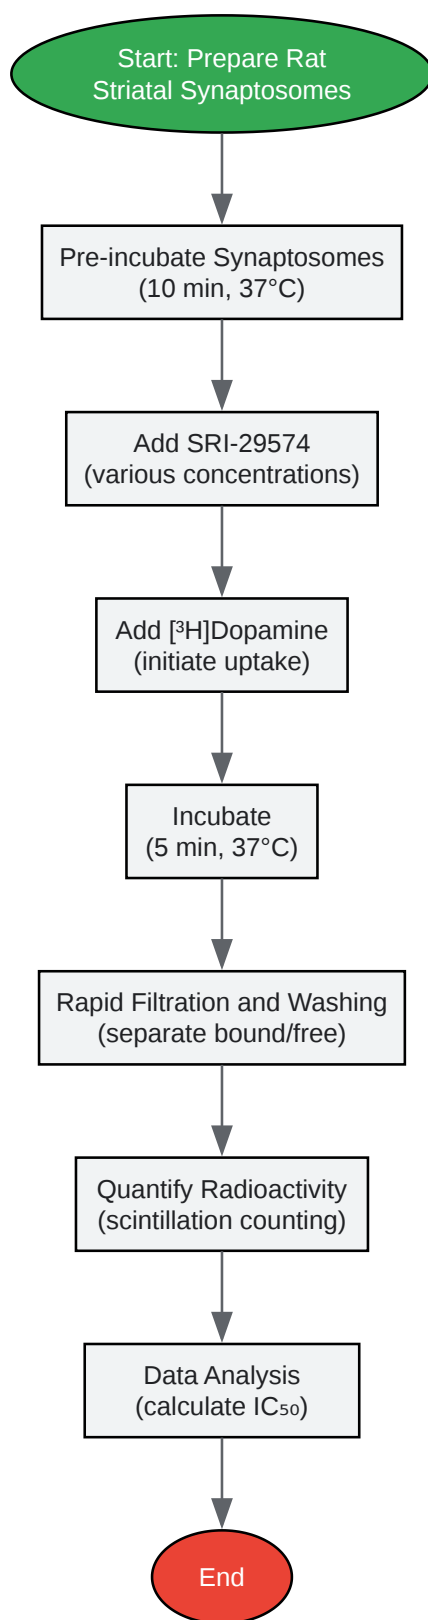 Start: Prepare Rat
Striatal Synaptosomes
Pre-incubate Synaptosomes
(10 min, 37°C)
Add SRI-29574
(various concentrations)
Add [³H]Dopamine
(initiate uptake)
Incubate
(5 min, 37°C)
Rapid Filtration and Washing
(separate bound/free)
Quantify Radioactivity
(scintillation counting)
Data Analysis
(calculate IC₅₀)
End